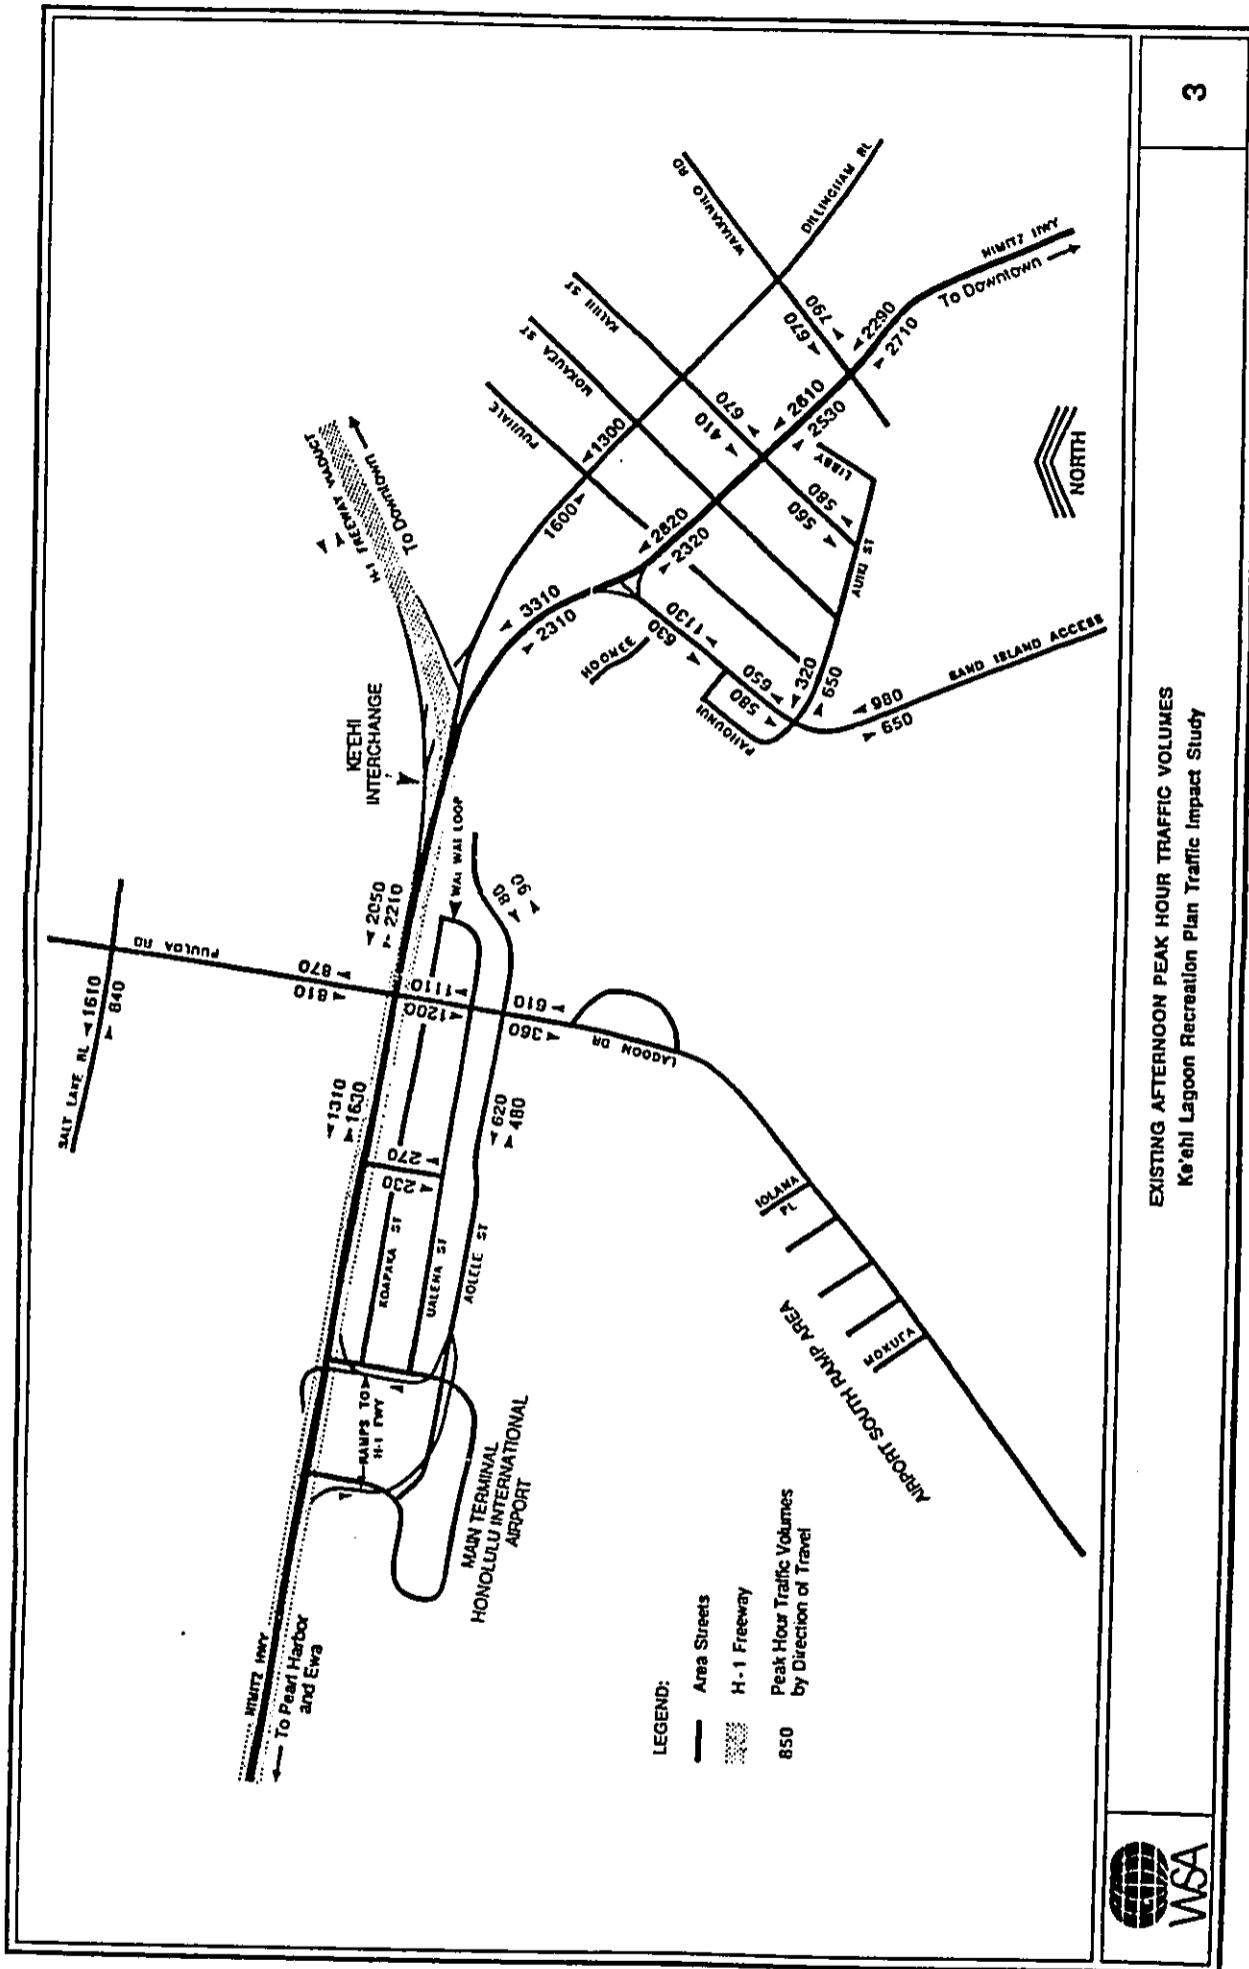 SALT LAKE BL
1610
840
PUULOA RD
870
810
2050
2210
1310
1630
1110
1200
610
360
LAGOON DR
620
480
80
90
WAI WAI LOOP
270
230
KOAPAKA ST
UALENA ST
AOLELE ST
RAMPS TO
H-1 FWY
MAIN TERMINAL
HONOLULU INTERNATIONAL
AIRPORT
NIMITZ HWY
To Pearl Harbor
and Ewa
KE'EHI
INTERCHANGE
H-1 FREEWAY VIADUCT
To Downtown
PUUHALE
MOKAUEA ST
KALIHI ST
WAIAKAMILO RD
DILLINGHAM BL
1300
1600
3310
2310
2320
410
670
670
790
2290
2710
2530
NIMITZ HWY
To Downtown
HOONEE
630
1130
580
650
PAHOUNUI
320
650
560
580
LIBBY
AUIKI ST
980
650
SAND ISLAND ACCESS
IOLANA
PL
MOKUEA
AIRPORT SOUTH RAMP AREA
NORTH
LEGEND:
Area Streets
H-1 Freeway
850 Peak Hour Traffic Volumes
by Direction of Travel
WSA
EXISTING AFTERNOON PEAK HOUR TRAFFIC VOLUMES
Ke'ehi Lagoon Recreation Plan Traffic Impact Study
3